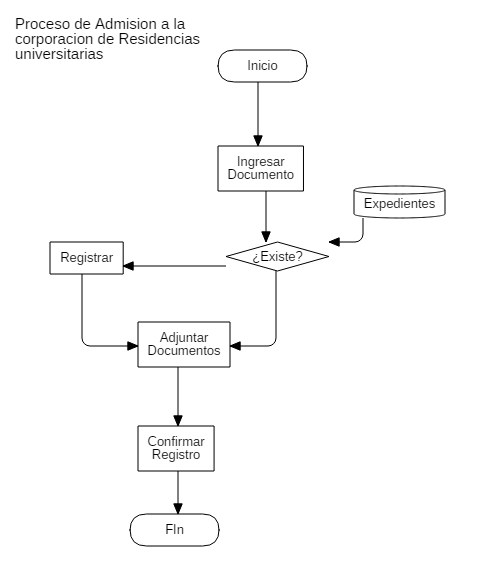 Proceso de Admision a la
corporacion de Residencias
universitarias
Inicio
Ingresar
Documento
Expedientes
¿Existe?
Registrar
Adjuntar
Documentos
Confirmar
Registro
FIn